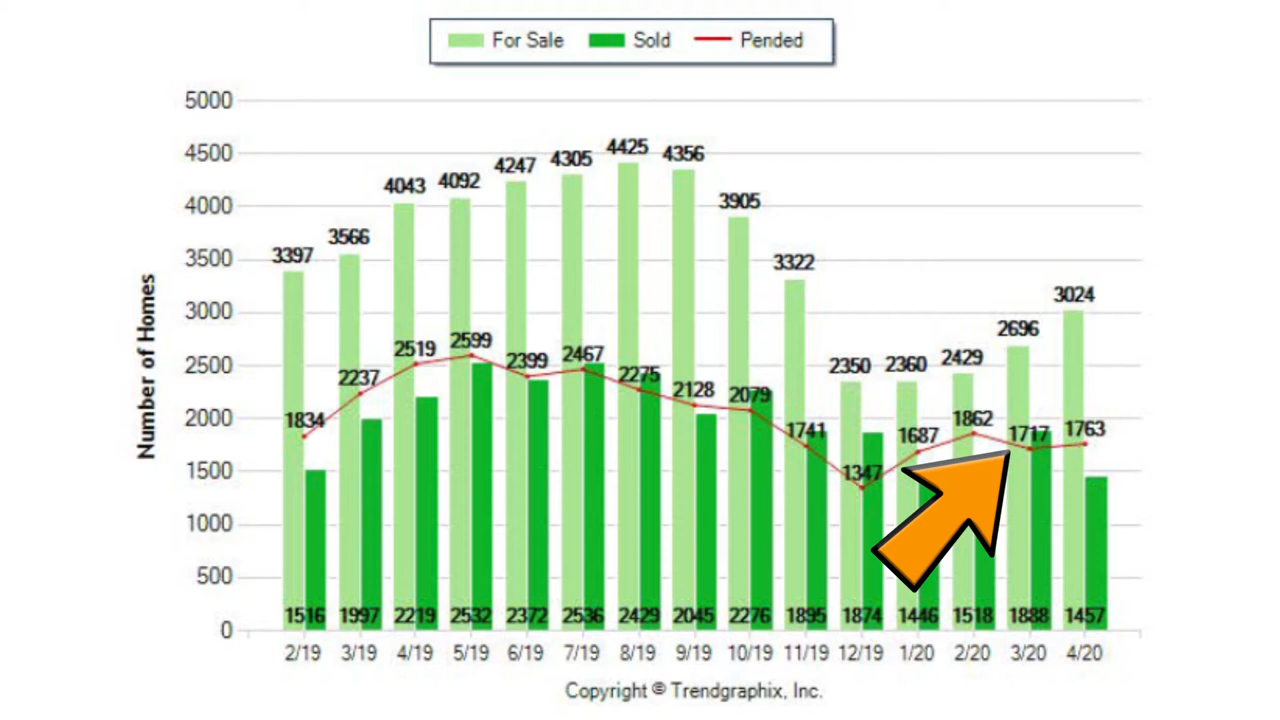 For Sale Sold Pended
5000
4500
4000
3500
3000
2500
2000
1500
1000
500
0
Number of Homes
3397 3566 4043 4092 4247 4305 4425 4356 3905 3322 2350 2360 2429 2696 3024
1834 2237 2519 2599 2399 2467 2275 2128 2079 1741 1347 1687 1862 1717 1763
1516 1997 2219 2532 2372 2536 2429 2045 2276 1895 1874 1446 1518 1888 1457
2/19 3/19 4/19 5/19 6/19 7/19 8/19 9/19 10/19 11/19 12/19 1/20 2/20 3/20 4/20
Copyright © Trendgraphix, Inc.